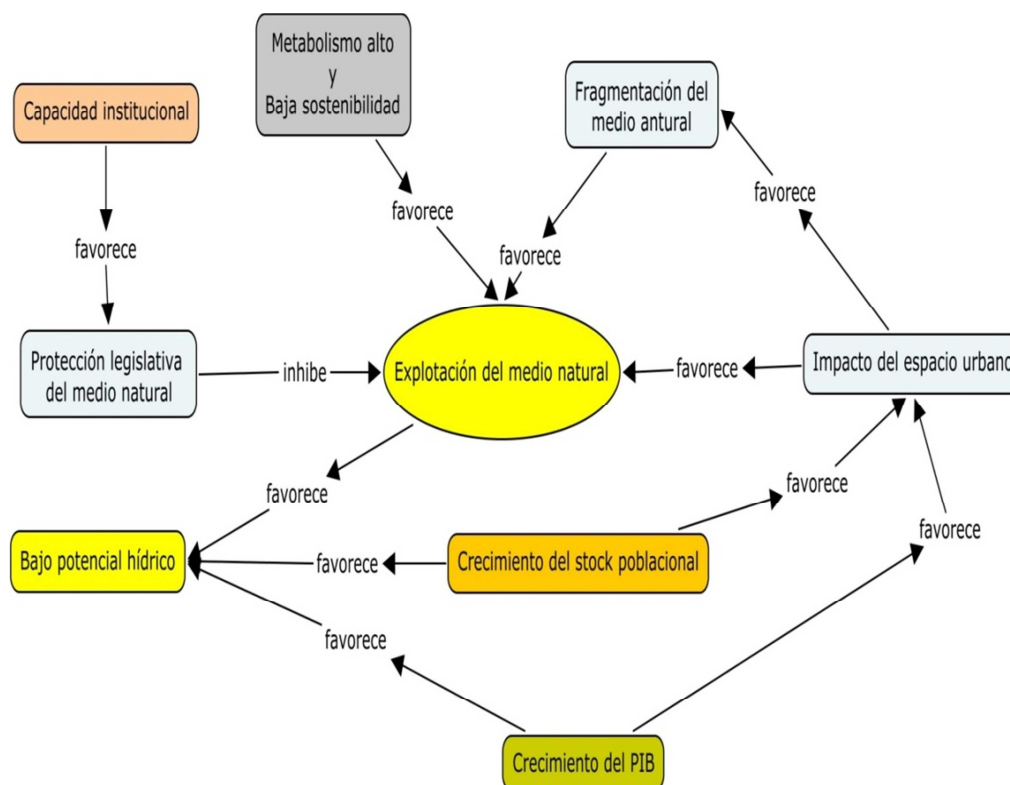 Metabolismo alto
y
Baja sostenibilidad
Fragmentación del
medio antural
Capacidad institucional
favorece
favorece
favorece
favorece
Protección legislativa
del medio natural
inhibe
Explotación del medio natural
favorece
Impacto del espacio urbano
favorece
favorece
favorece
Bajo potencial hídrico
favorece
Crecimiento del stock poblacional
favorece
Crecimiento del PIB